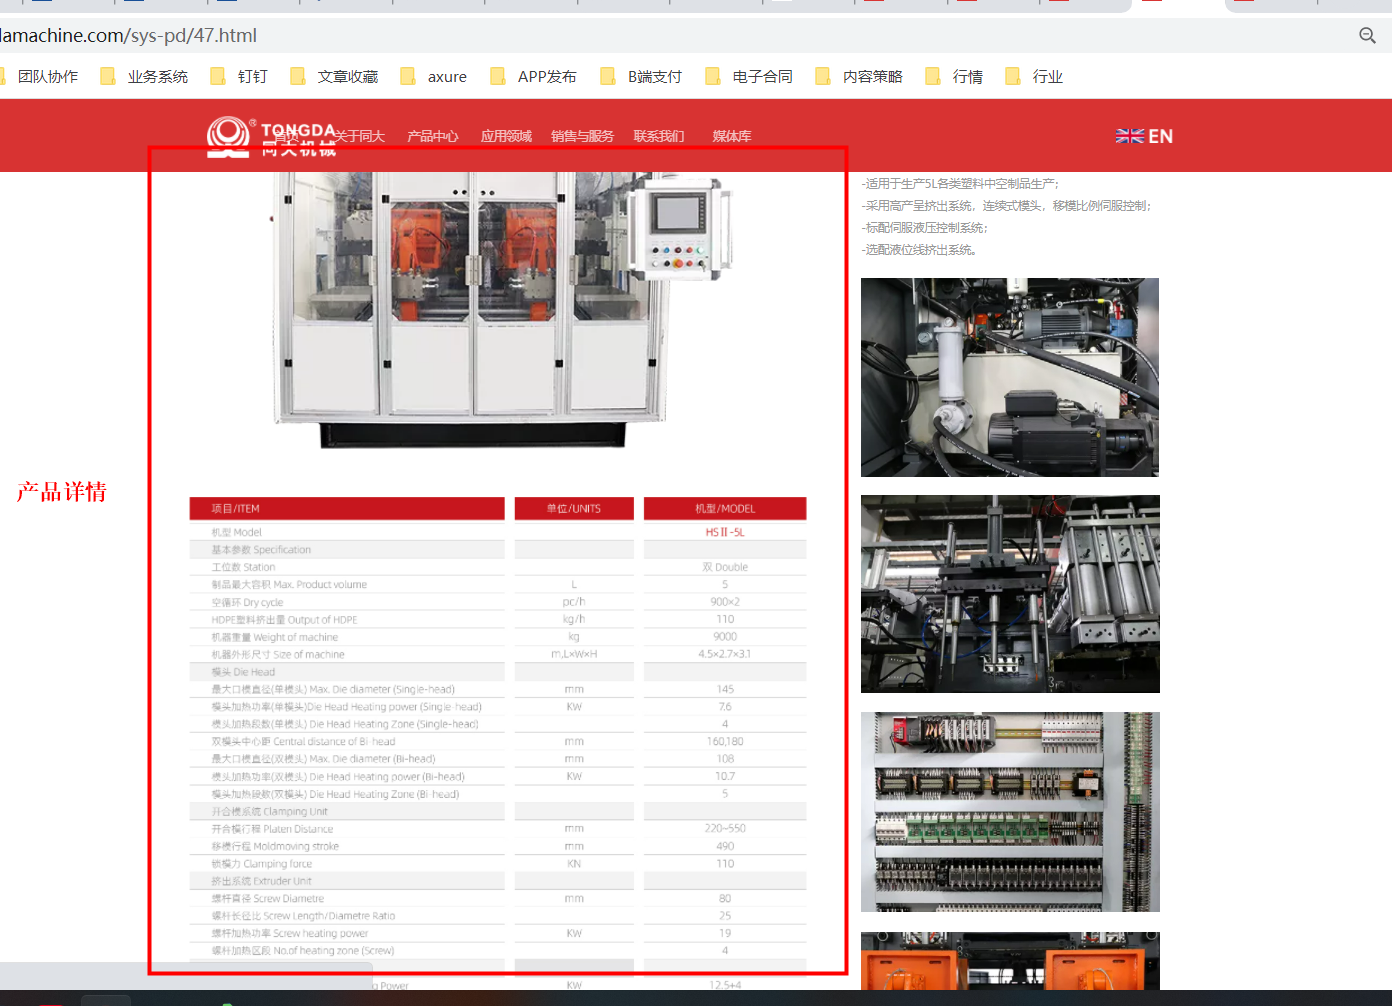 lamachine.com/sys-pd/47.html
团队协作 业务系统 钉钉 文章收藏 axure APP发布 B端支付 电子合同 内容策略 行情 行业
TONGDA
同大机械
首页 关于同大 产品中心 应用领域 销售与服务 联系我们 媒体库
EN
-适用于生产5L各类塑料中空制品生产;
-采用高产量挤出系统，连续式模头，移模比例伺服控制;
-标配伺服液压控制系统;
-选配液位线挤出系统。
产品详情
项目/ITEM 单位/UNITS 机型/MODEL
机型 Model HSⅡ-5L
基本参数 Specification
工位数 Station 双 Double
制品最大容积 Max. Product volume L 5
空循环 Dry cycle pc/h 900×2
HDPE塑料挤出量 Output of HDPE kg/h 110
机器重量 Weight of machine kg 9000
机器外形尺寸 Size of machine m,L×W×H 4.5×2.7×3.1
模头 Die Head
最大口模直径(单模头) Max. Die diameter (Single-head) mm 145
模头加热功率(单模头)Die Head Heating power (Single-head) KW 7.6
模头加热段数(单模头) Die Head Heating Zone (Single-head) 4
双模头中心距 Central distance of Bi-head mm 160,180
最大口模直径(双模头) Max. Die diameter (Bi-head) mm 108
模头加热功率(双模头) Die Head Heating power (Bi-head) KW 10.7
模头加热段数(双模头) Die Head Heating Zone (Bi-head) 5
开合模系统 Clamping Unit
开合模行程 Platen Distance mm 220~550
移模行程 Moldmoving stroke mm 490
锁模力 Clamping force KN 110
挤出系统 Extruder Unit
螺杆直径 Screw Diametre mm 80
螺杆长径比 Screw Length/Diametre Ratio 25
螺杆加热功率 Screw heating power KW 19
螺杆加热区段 No.of heating zone (Screw) 4
g Power KW 12.5+4